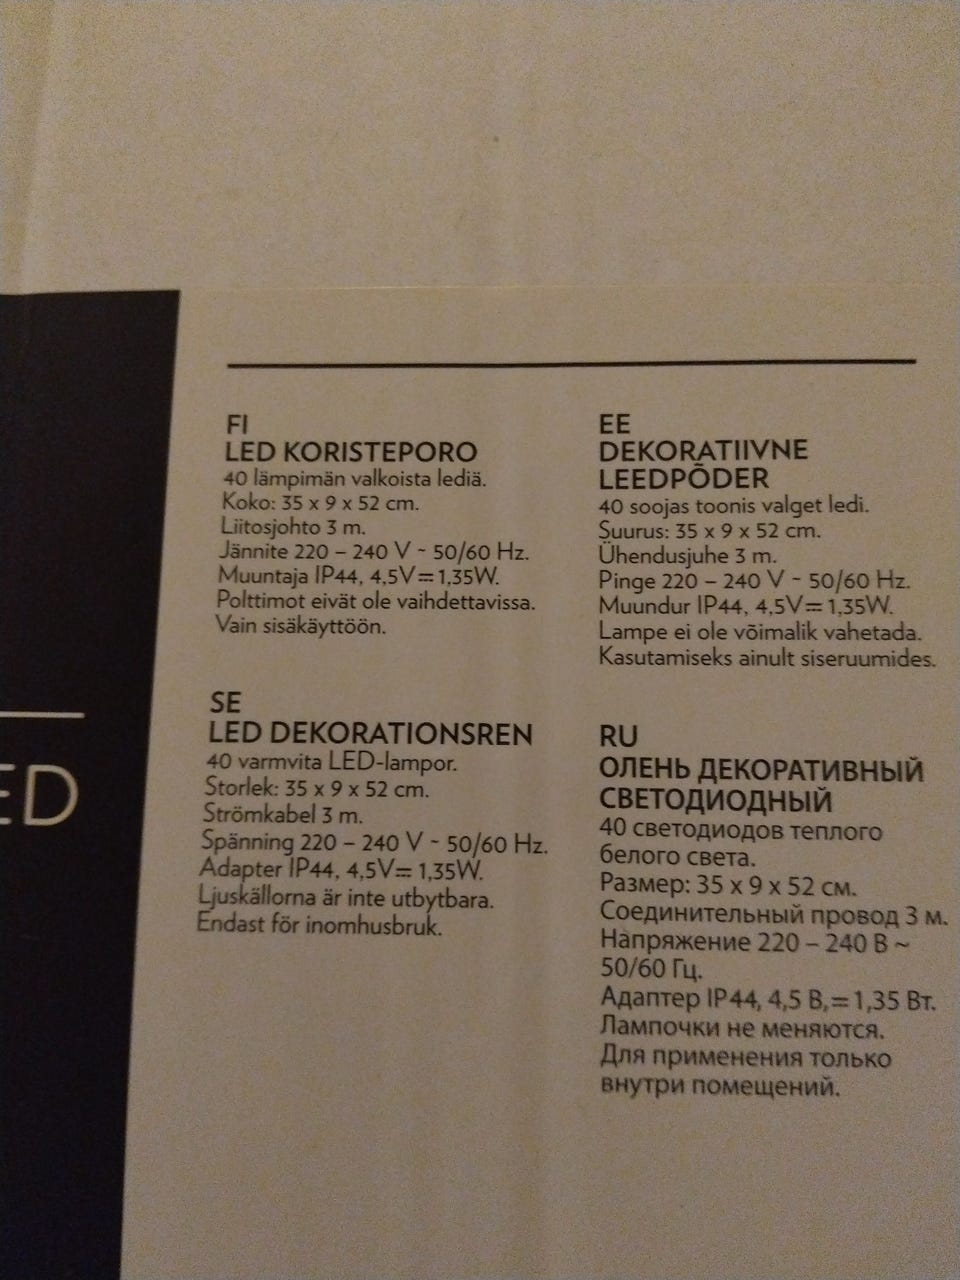 FI
LED KORISTEPORO
40 lämpimän valkoista lediä.
Koko: 35 x 9 x 52 cm.
Liitosjohto 3 m.
Jännite 220 – 240 V ~ 50/60 Hz.
Muuntaja IP44, 4,5V⎓1,35W.
Polttimot eivät ole vaihdettavissa.
Vain sisäkäyttöön.
SE
LED DEKORATIONSREN
40 varmvita LED-lampor.
Storlek: 35 x 9 x 52 cm.
Strömkabel 3 m.
Spänning 220 – 240 V ~ 50/60 Hz.
Adapter IP44, 4,5V⎓1,35W.
Ljuskällorna är inte utbytbara.
Endast för inomhusbruk.
EE
DEKORATIIVNE
LEEDPÕDER
40 soojas toonis valget ledi.
Suurus: 35 x 9 x 52 cm.
Ühendusjuhe 3 m.
Pinge 220 – 240 V ~ 50/60 Hz.
Muundur IP44, 4,5V⎓1,35W.
Lampe ei ole võimalik vahetada.
Kasutamiseks ainult siseruumides.
RU
ОЛЕНЬ ДЕКОРАТИВНЫЙ
СВЕТОДИОДНЫЙ
40 светодиодов теплого
белого света.
Размер: 35 x 9 x 52 см.
Соединительный провод 3 м.
Напряжение 220 – 240 В ~
50/60 Гц.
Адаптер IP44, 4,5 В,=1,35 Вт.
Лампочки не меняются.
Для применения только
внутри помещений.
ED